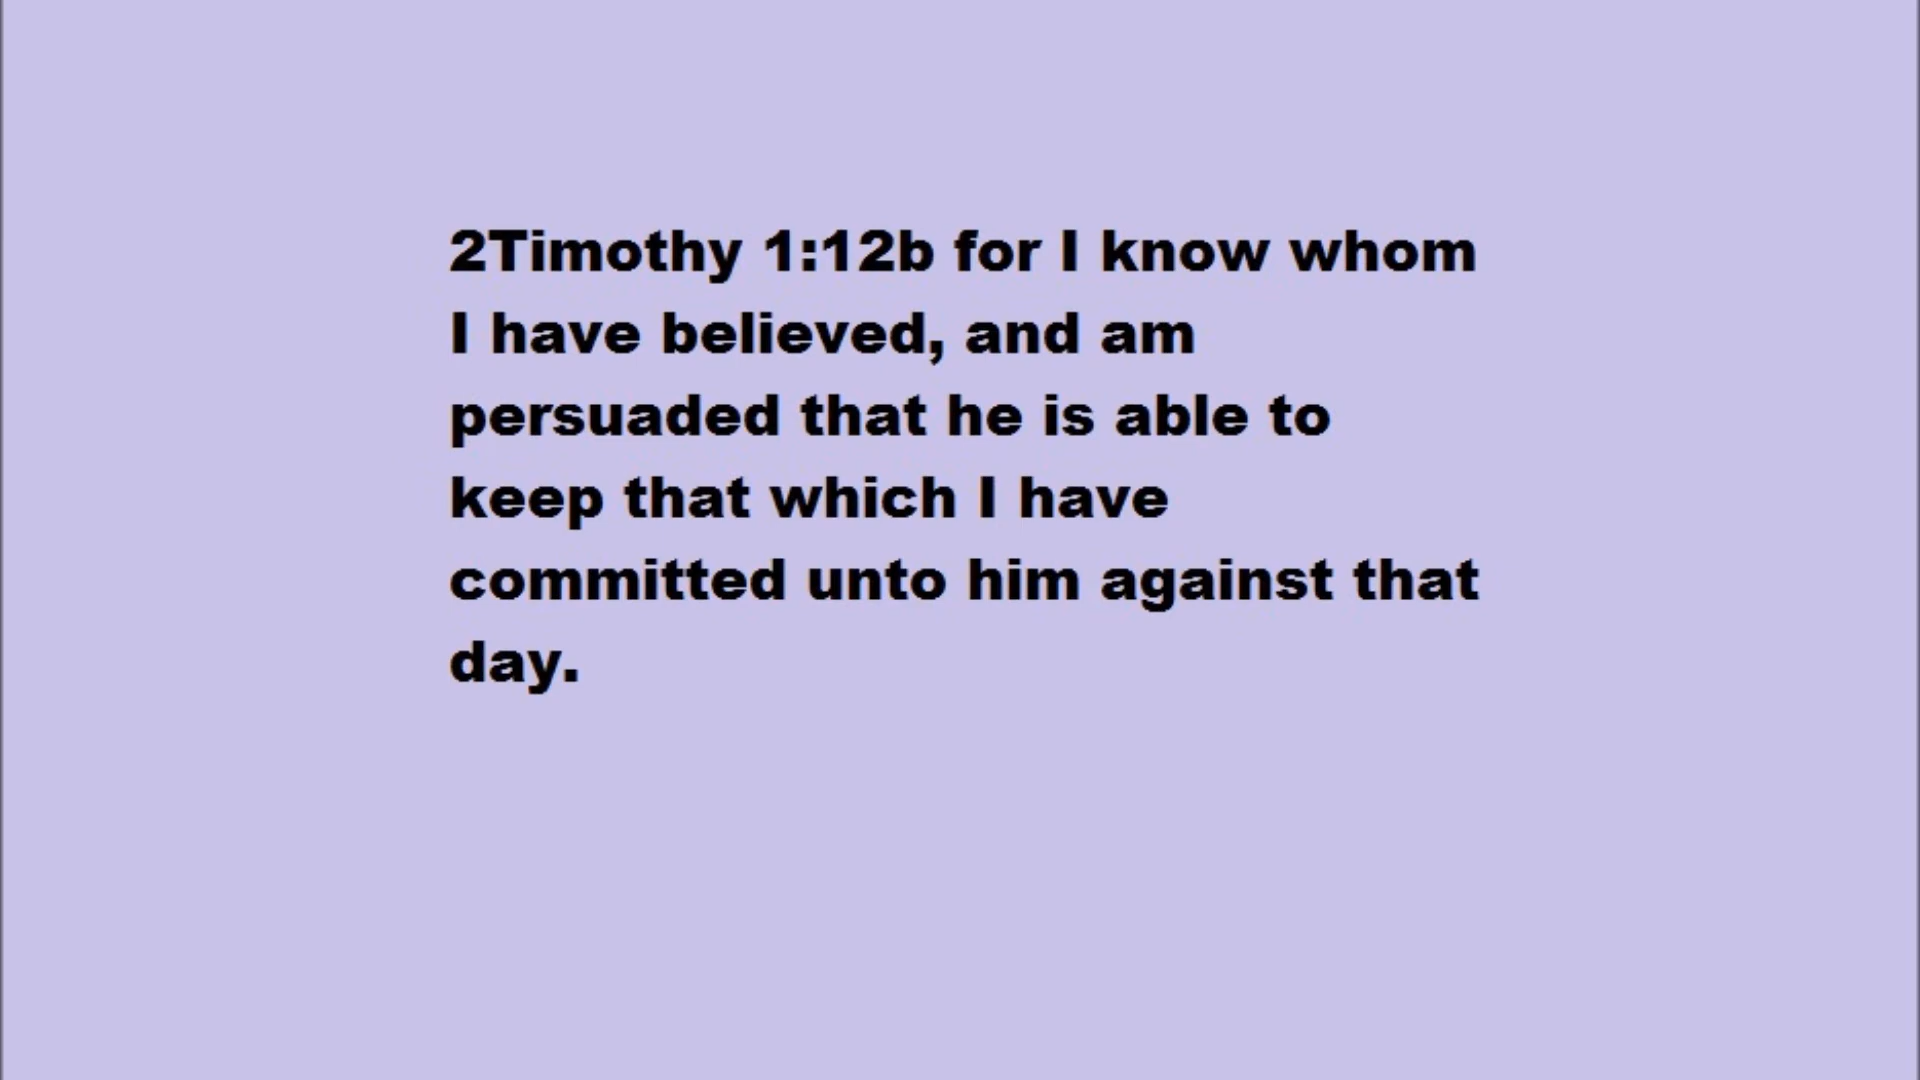 2Timothy 1:12b for I know whom
I have believed, and am
persuaded that he is able to
keep that which I have
committed unto him against that
day.